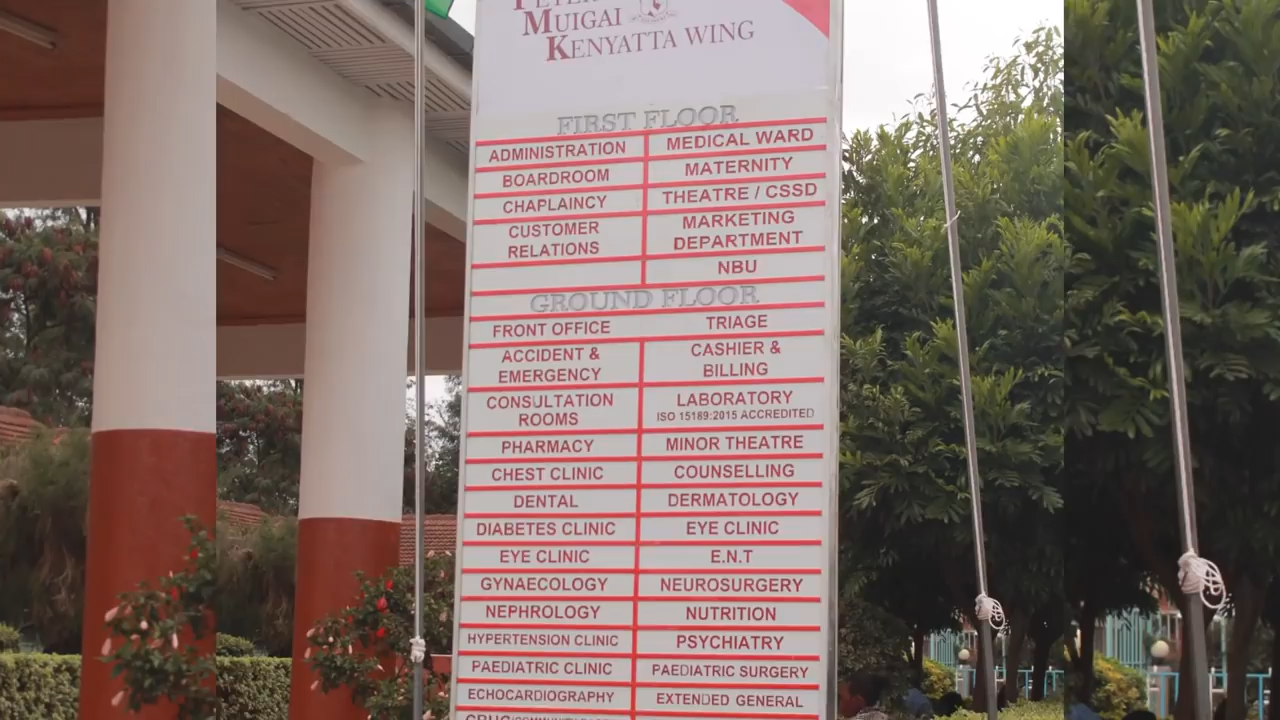 PETER
MUIGAI
KENYATTA WING
FIRST FLOOR
ADMINISTRATION
MEDICAL WARD
BOARDROOM
MATERNITY
CHAPLAINCY
THEATRE / CSSD
CUSTOMER
RELATIONS
MARKETING
DEPARTMENT
NBU
GROUND FLOOR
FRONT OFFICE
TRIAGE
ACCIDENT &
EMERGENCY
CASHIER &
BILLING
CONSULTATION
ROOMS
LABORATORY
ISO 15189:2015 ACCREDITED
PHARMACY
MINOR THEATRE
CHEST CLINIC
COUNSELLING
DENTAL
DERMATOLOGY
DIABETES CLINIC
EYE CLINIC
EYE CLINIC
E.N.T
GYNAECOLOGY
NEUROSURGERY
NEPHROLOGY
NUTRITION
HYPERTENSION CLINIC
PSYCHIATRY
PAEDIATRIC CLINIC
PAEDIATRIC SURGERY
ECHOCARDIOGRAPHY
EXTENDED GENERAL